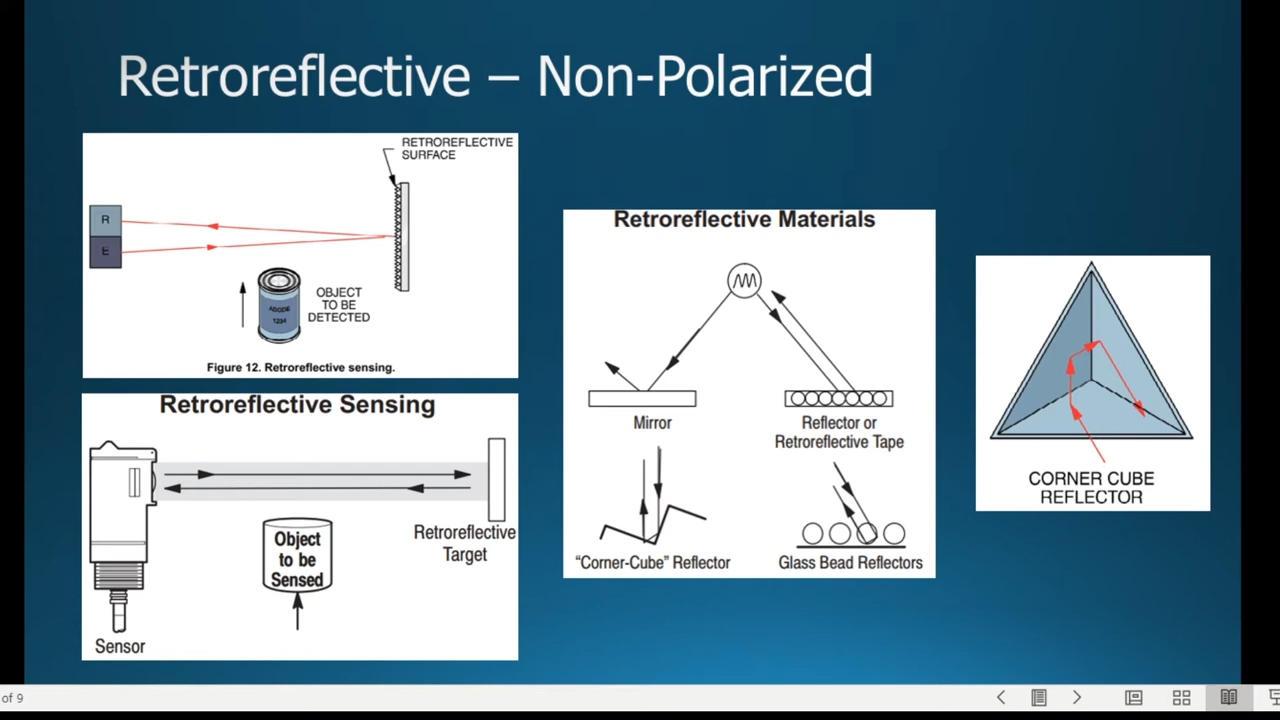 Retroreflective – Non-Polarized
RETROREFLECTIVE
SURFACE
R
E
ABCDE
1234
OBJECT
TO BE
DETECTED
Figure 12. Retroreflective sensing.
Retroreflective Sensing
Object
to be
Sensed
Retroreflective
Target
Sensor
Retroreflective Materials
Mirror
Reflector or
Retroreflective Tape
“Corner-Cube” Reflector
Glass Bead Reflectors
CORNER CUBE
REFLECTOR
of 9